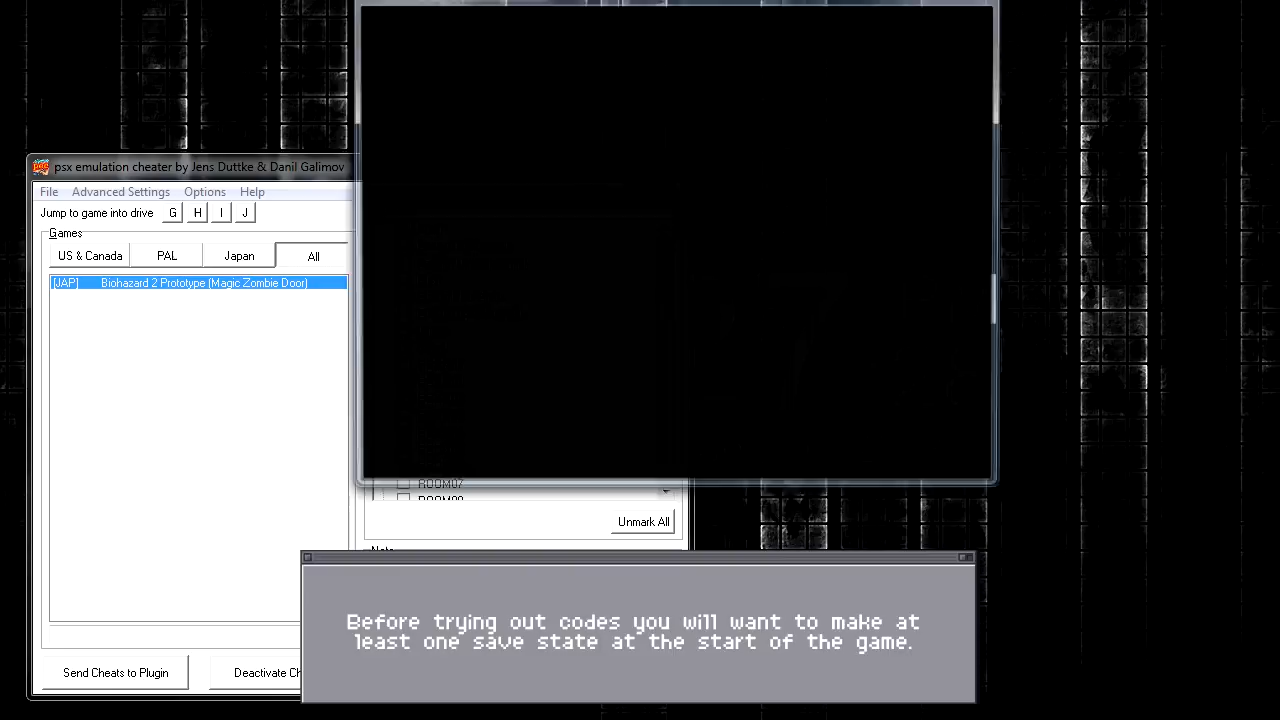 psx emulation cheater by Jens Duttke & Danil Galimov
File Advanced Settings Options Help
Jump to game into drive G H I J
Games
US & Canada PAL Japan All
[JAP] Biohazard 2 Prototype (Magic Zombie Door)
ROOM07
Unmark All
Before trying out codes you will want to make at
least one save state at the start of the game.
Send Cheats to Plugin Deactivate